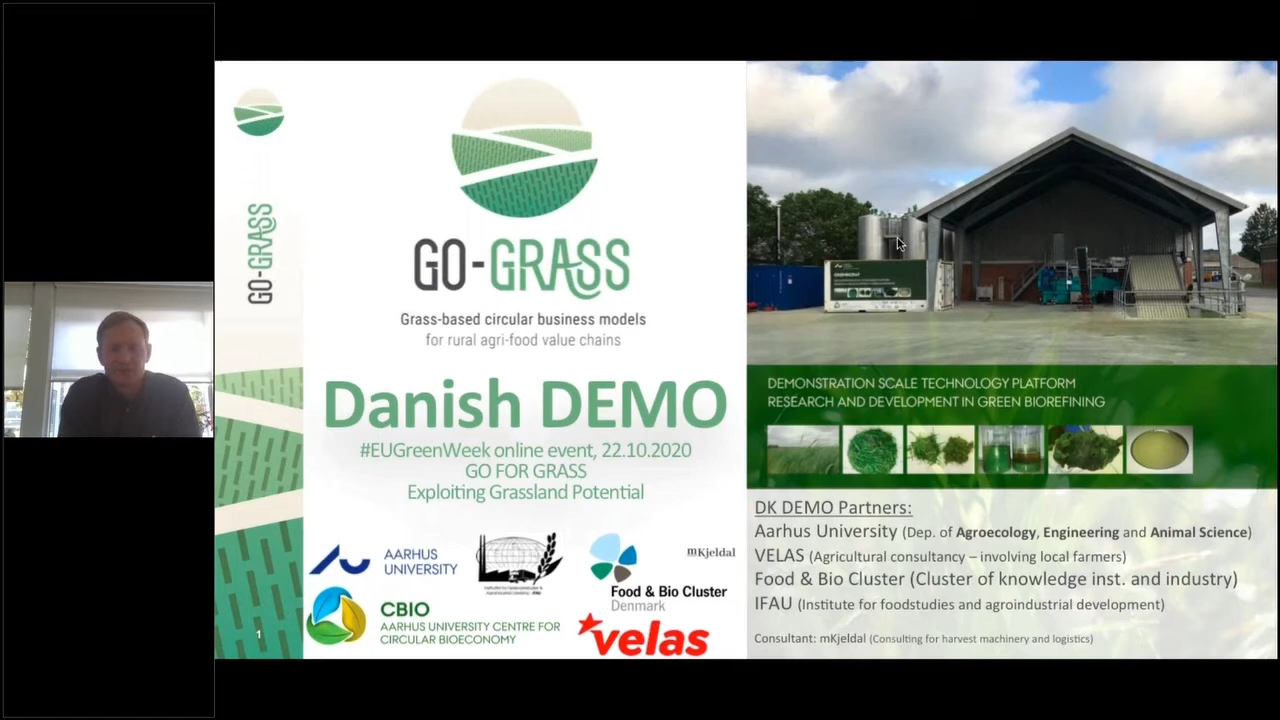 GO-GRASS
GO-GRASS
Grass-based circular business models
for rural agri-food value chains
Danish DEMO
#EUGreenWeek online event, 22.10.2020
GO FOR GRASS
Exploiting Grassland Potential
AARHUS
UNIVERSITY
mKjeldal
Food & Bio Cluster
Denmark
CBIO
AARHUS UNIVERSITY CENTRE FOR
CIRCULAR BIOECONOMY
velas
1
DEMONSTRATION SCALE TECHNOLOGY PLATFORM
RESEARCH AND DEVELOPMENT IN GREEN BIOREFINING
DK DEMO Partners:
Aarhus University (Dep. of Agroecology, Engineering and Animal Science)
VELAS (Agricultural consultancy – involving local farmers)
Food & Bio Cluster (Cluster of knowledge inst. and industry)
IFAU (Institute for foodstudies and agroindustrial development)
Consultant: mKjeldal (Consulting for harvest machinery and logistics)